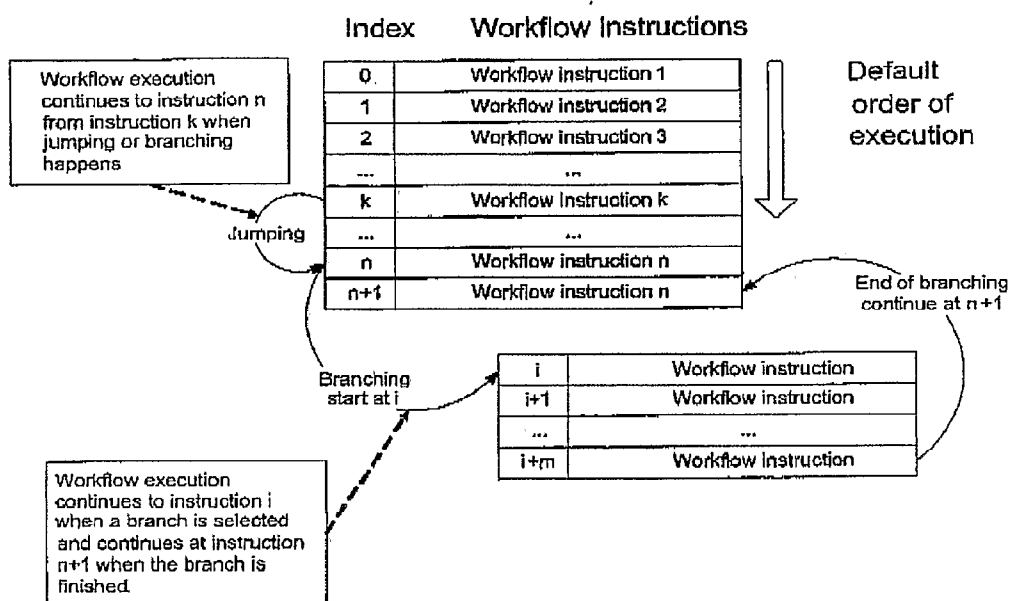 Index Workflow Instructions
Workflow execution
continues to instruction n
from instruction k when
jumping or branching
happens
0 Workflow instruction 1
1 Workflow instruction 2
2 Workflow instruction 3
... ...
k Workflow instruction k
... ...
n Workflow instruction n
n+1 Workflow instruction n
Default
order of
execution
Jumping
End of branching
continue at n+1
Branching
start at i
i Workflow instruction
i+1 Workflow instruction
... ...
i+m Workflow instruction
Workflow execution
continues to instruction i
when a branch is selected
and continues at instruction
n+1 when the branch is
finished